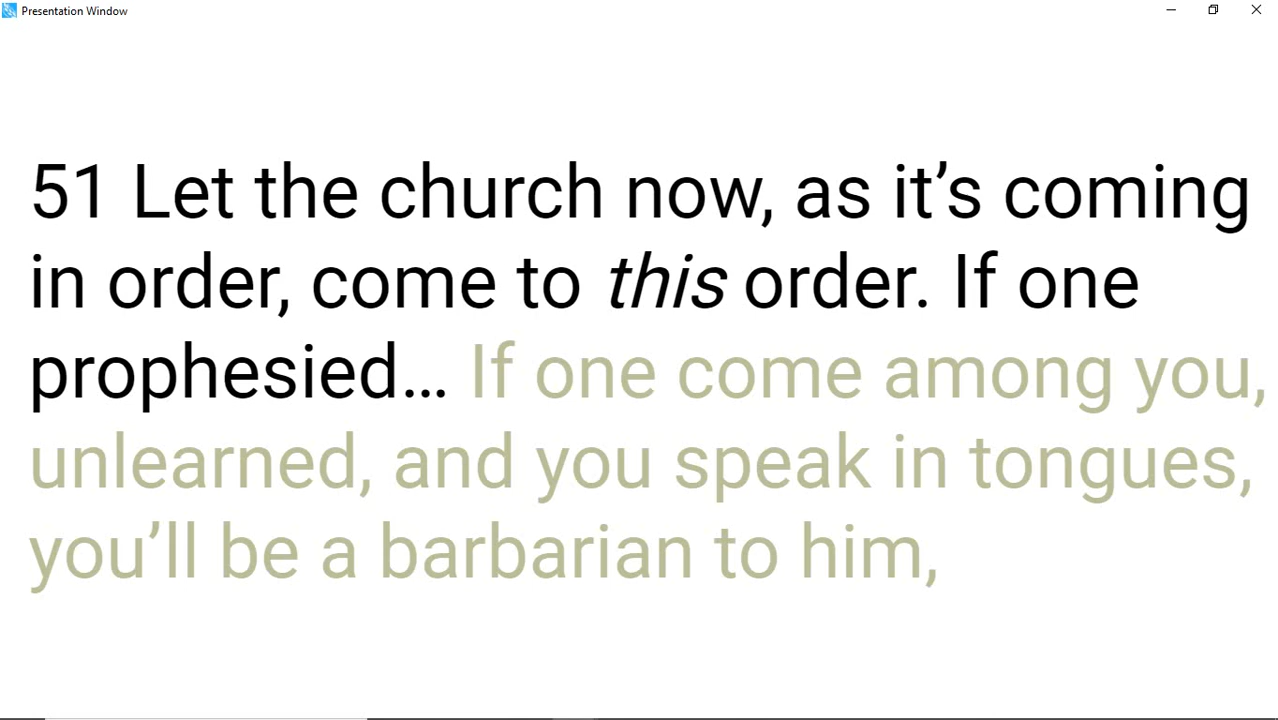 Presentation Window
51 Let the church now, as it’s coming
in order, come to this order. If one
prophesied… If one come among you,
unlearned, and you speak in tongues,
you’ll be a barbarian to him,